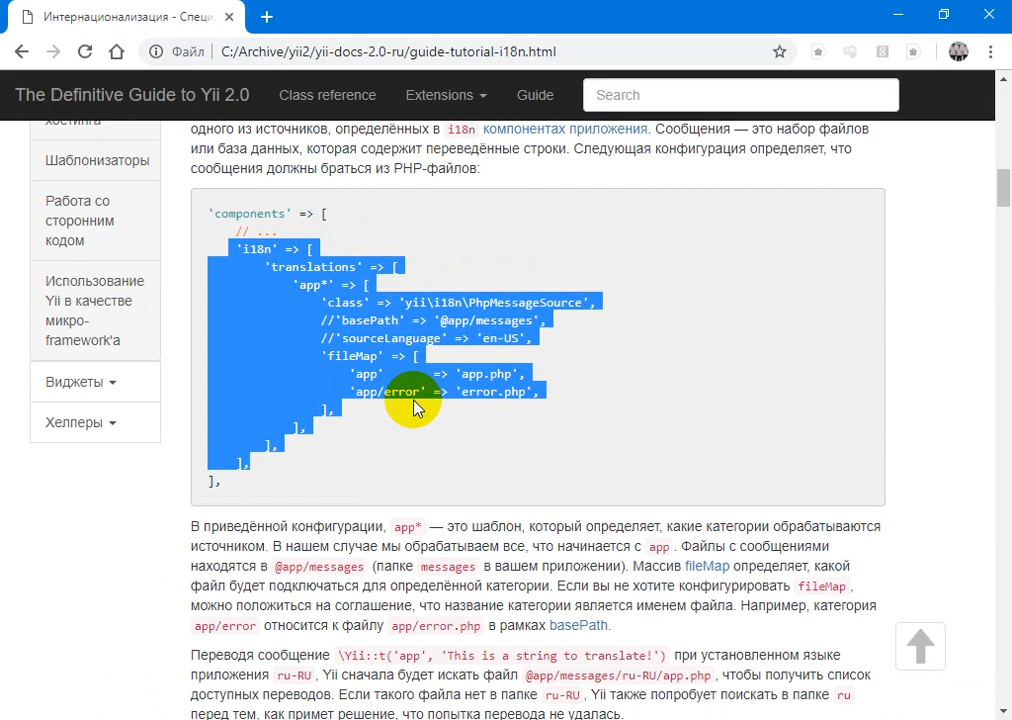 Интернационализация - Специ
Файл | C:/Archive/yii2/yii-docs-2.0-ru/guide-tutorial-i18n.html
The Definitive Guide to Yii 2.0 Class reference Extensions Guide Search
хостинга
Шаблонизаторы
Работа со
сторонним
кодом
Использование
Yii в качестве
микро-
framework'а
Виджеты
Хелперы
одного из источников, определённых в i18n компонентах приложения. Сообщения — это набор файлов
или база данных, которая содержит переведённые строки. Следующая конфигурация определяет, что
сообщения должны браться из PHP-файлов:
'components' => [
// ...
'i18n' => [
'translations' => [
'app*' => [
'class' => 'yii\i18n\PhpMessageSource',
//'basePath' => '@app/messages',
//'sourceLanguage' => 'en-US',
'fileMap' => [
'app' => 'app.php',
'app/error' => 'error.php',
],
],
],
],
],
В приведённой конфигурации, app* — это шаблон, который определяет, какие категории обрабатываются
источником. В нашем случае мы обрабатываем все, что начинается с app . Файлы с сообщениями
находятся в @app/messages (папке messages в вашем приложении). Массив fileMap определяет, какой
файл будет подключаться для определённой категории. Если вы не хотите конфигурировать fileMap ,
можно положиться на соглашение, что название категории является именем файла. Например, категория
app/error относится к файлу app/error.php в рамках basePath.
Переводя сообщение \Yii::t('app', 'This is a string to translate!') при установленном языке
приложения ru-RU , Yii сначала будет искать файл @app/messages/ru-RU/app.php , чтобы получить список
доступных переводов. Если такого файла нет в папке ru-RU , Yii также попробует поискать в папке ru
перед тем, как примет решение, что попытка перевода не удалась.